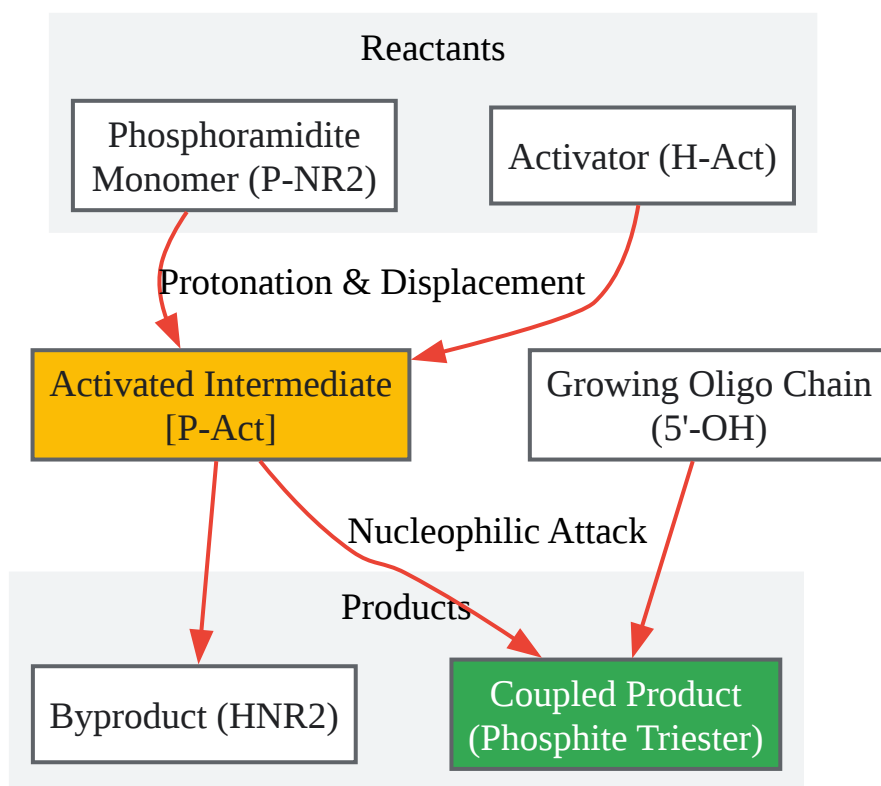 Reactants
Phosphoramidite
Monomer (P-NR2)
Activator (H-Act)
Protonation & Displacement
Activated Intermediate
[P-Act]
Growing Oligo Chain
(5'-OH)
Nucleophilic Attack
Products
Byproduct (HNR2)
Coupled Product
(Phosphite Triester)